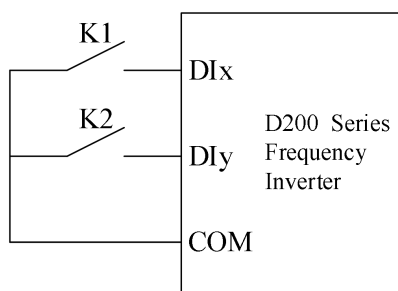 K1
DIx
K2
DIy
D200 Series
Frequency
Inverter
COM